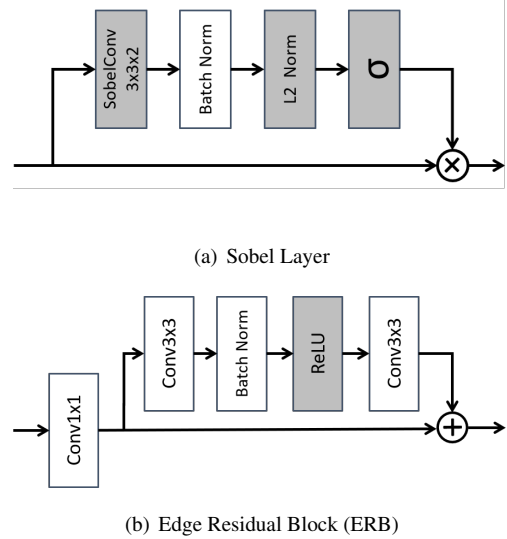 SobelConv
3x3x2
Batch Norm
L2 Norm
σ
×
(a) Sobel Layer
Conv1x1
Conv3x3
Batch Norm
ReLU
Conv3x3
+
(b) Edge Residual Block (ERB)